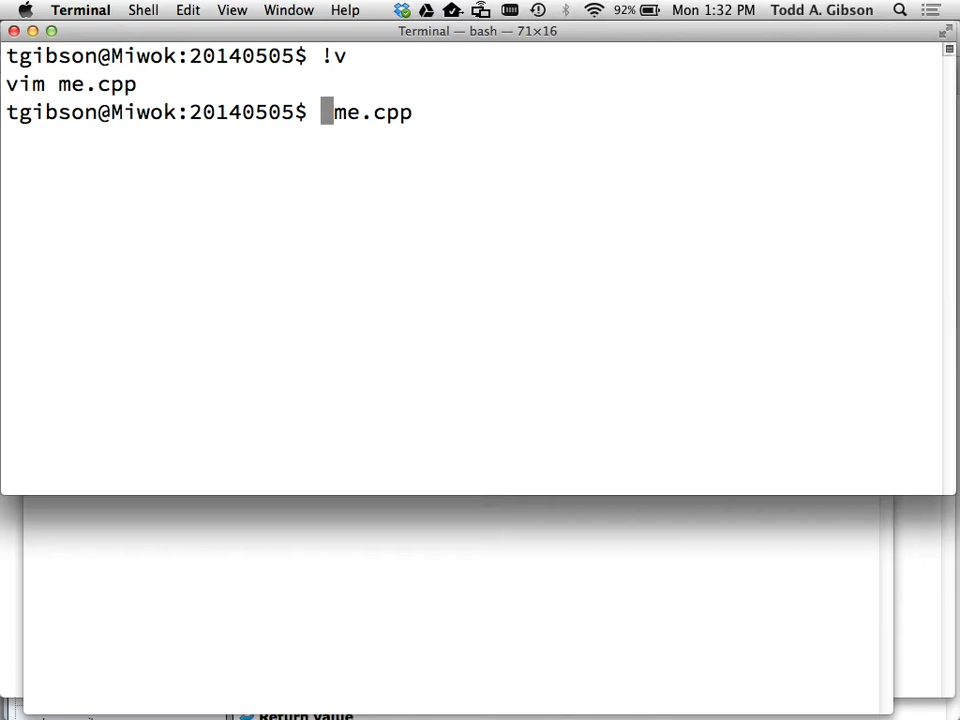 Terminal Shell Edit View Window Help 92% Mon 1:32 PM Todd A. Gibson
Terminal — bash — 71×16
tgibson@Miwok:20140505$ !v
vim me.cpp
tgibson@Miwok:20140505$ me.cpp
Return value